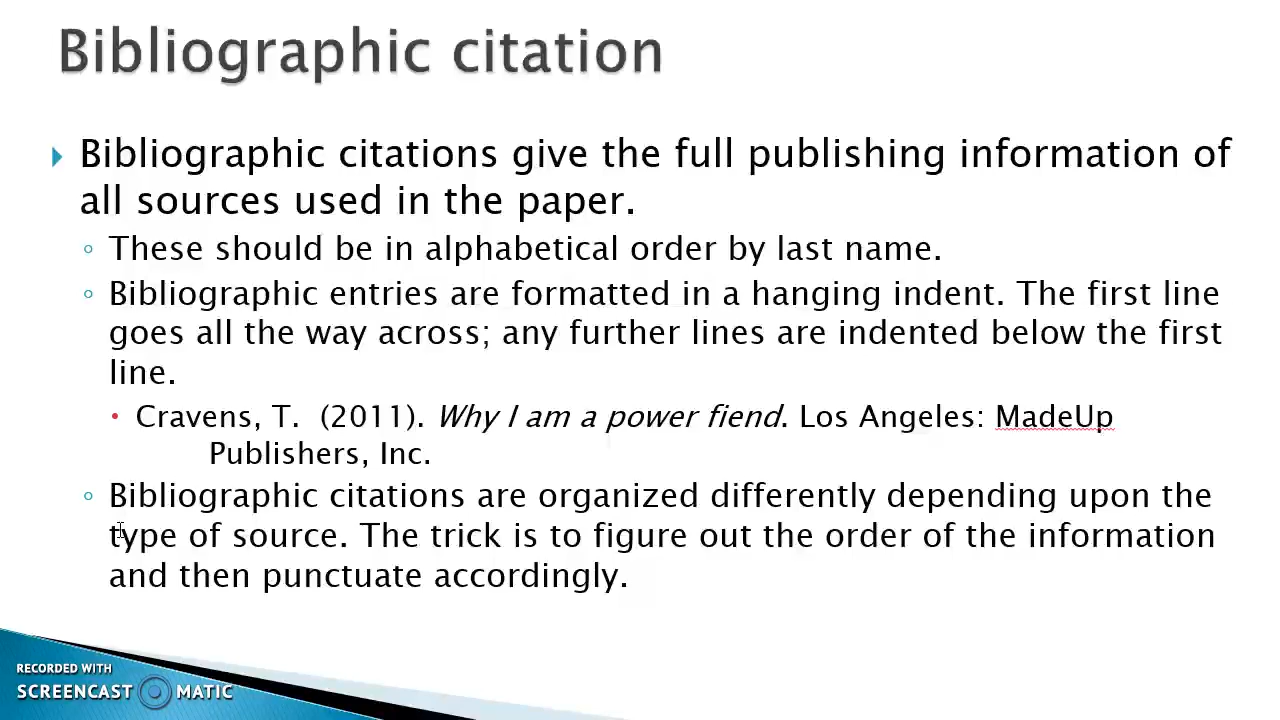 Bibliographic citation
Bibliographic citations give the full publishing information of
all sources used in the paper.
These should be in alphabetical order by last name.
Bibliographic entries are formatted in a hanging indent. The first line
goes all the way across; any further lines are indented below the first
line.
Cravens, T. (2011). Why I am a power fiend. Los Angeles: MadeUp
Publishers, Inc.
Bibliographic citations are organized differently depending upon the
type of source. The trick is to figure out the order of the information
and then punctuate accordingly.
RECORDED WITH
SCREENCAST MATIC